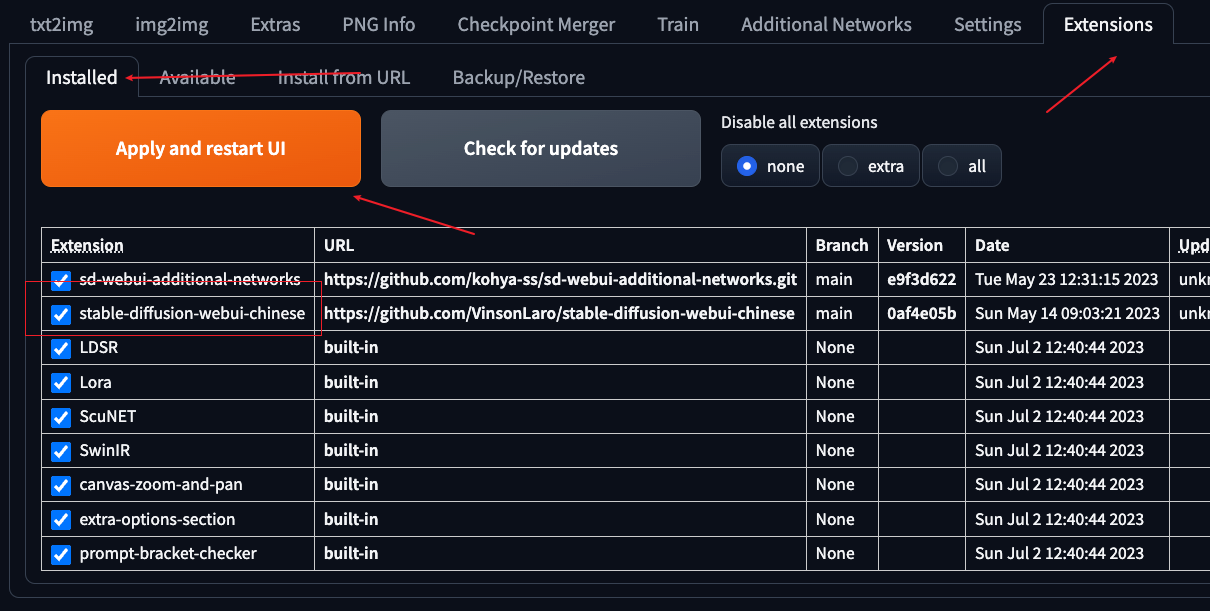 txt2img img2img Extras PNG Info Checkpoint Merger Train Additional Networks Settings Extensions
Installed Available Install from URL Backup/Restore
Disable all extensions
Apply and restart UI Check for updates none extra all
Extension URL Branch Version Date Upd
sd-webui-additional-networks https://github.com/kohya-ss/sd-webui-additional-networks.git main e9f3d622 Tue May 23 12:31:15 2023 unkn
stable-diffusion-webui-chinese https://github.com/VinsonLaro/stable-diffusion-webui-chinese main 0af4e05b Sun May 14 09:03:21 2023 unkn
LDSR built-in None Sun Jul 2 12:40:44 2023
Lora built-in None Sun Jul 2 12:40:44 2023
ScuNET built-in None Sun Jul 2 12:40:44 2023
SwinIR built-in None Sun Jul 2 12:40:44 2023
canvas-zoom-and-pan built-in None Sun Jul 2 12:40:44 2023
extra-options-section built-in None Sun Jul 2 12:40:44 2023
prompt-bracket-checker built-in None Sun Jul 2 12:40:44 2023